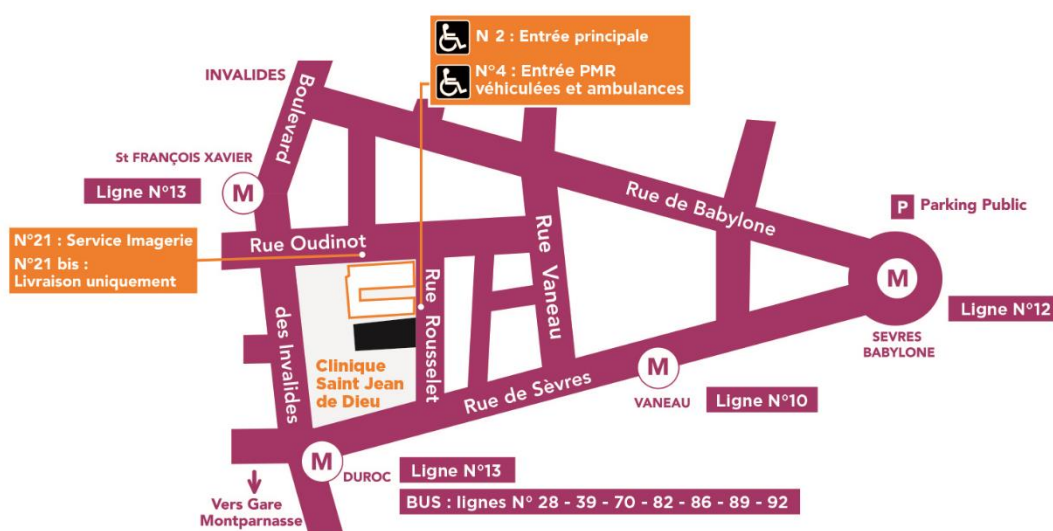 N 2 : Entrée principale
N°4 : Entrée PMR
véhiculées et ambulances
INVALIDES
Boulevard
St FRANÇOIS XAVIER
M
Ligne N°13
Rue de Babylone
P Parking Public
N°21 : Service Imagerie
N°21 bis :
Livraison uniquement
Rue Oudinot
Rue Vaneau
Rue Rousselet
des Invalides
M
Ligne N°12
SEVRES
BABYLONE
Clinique
Saint Jean
de Dieu
Rue de Sèvres
M
VANEAU
Ligne N°10
M
DUROC
Ligne N°13
BUS : lignes N° 28 - 39 - 70 - 82 - 86 - 89 - 92
Vers Gare
Montparnasse